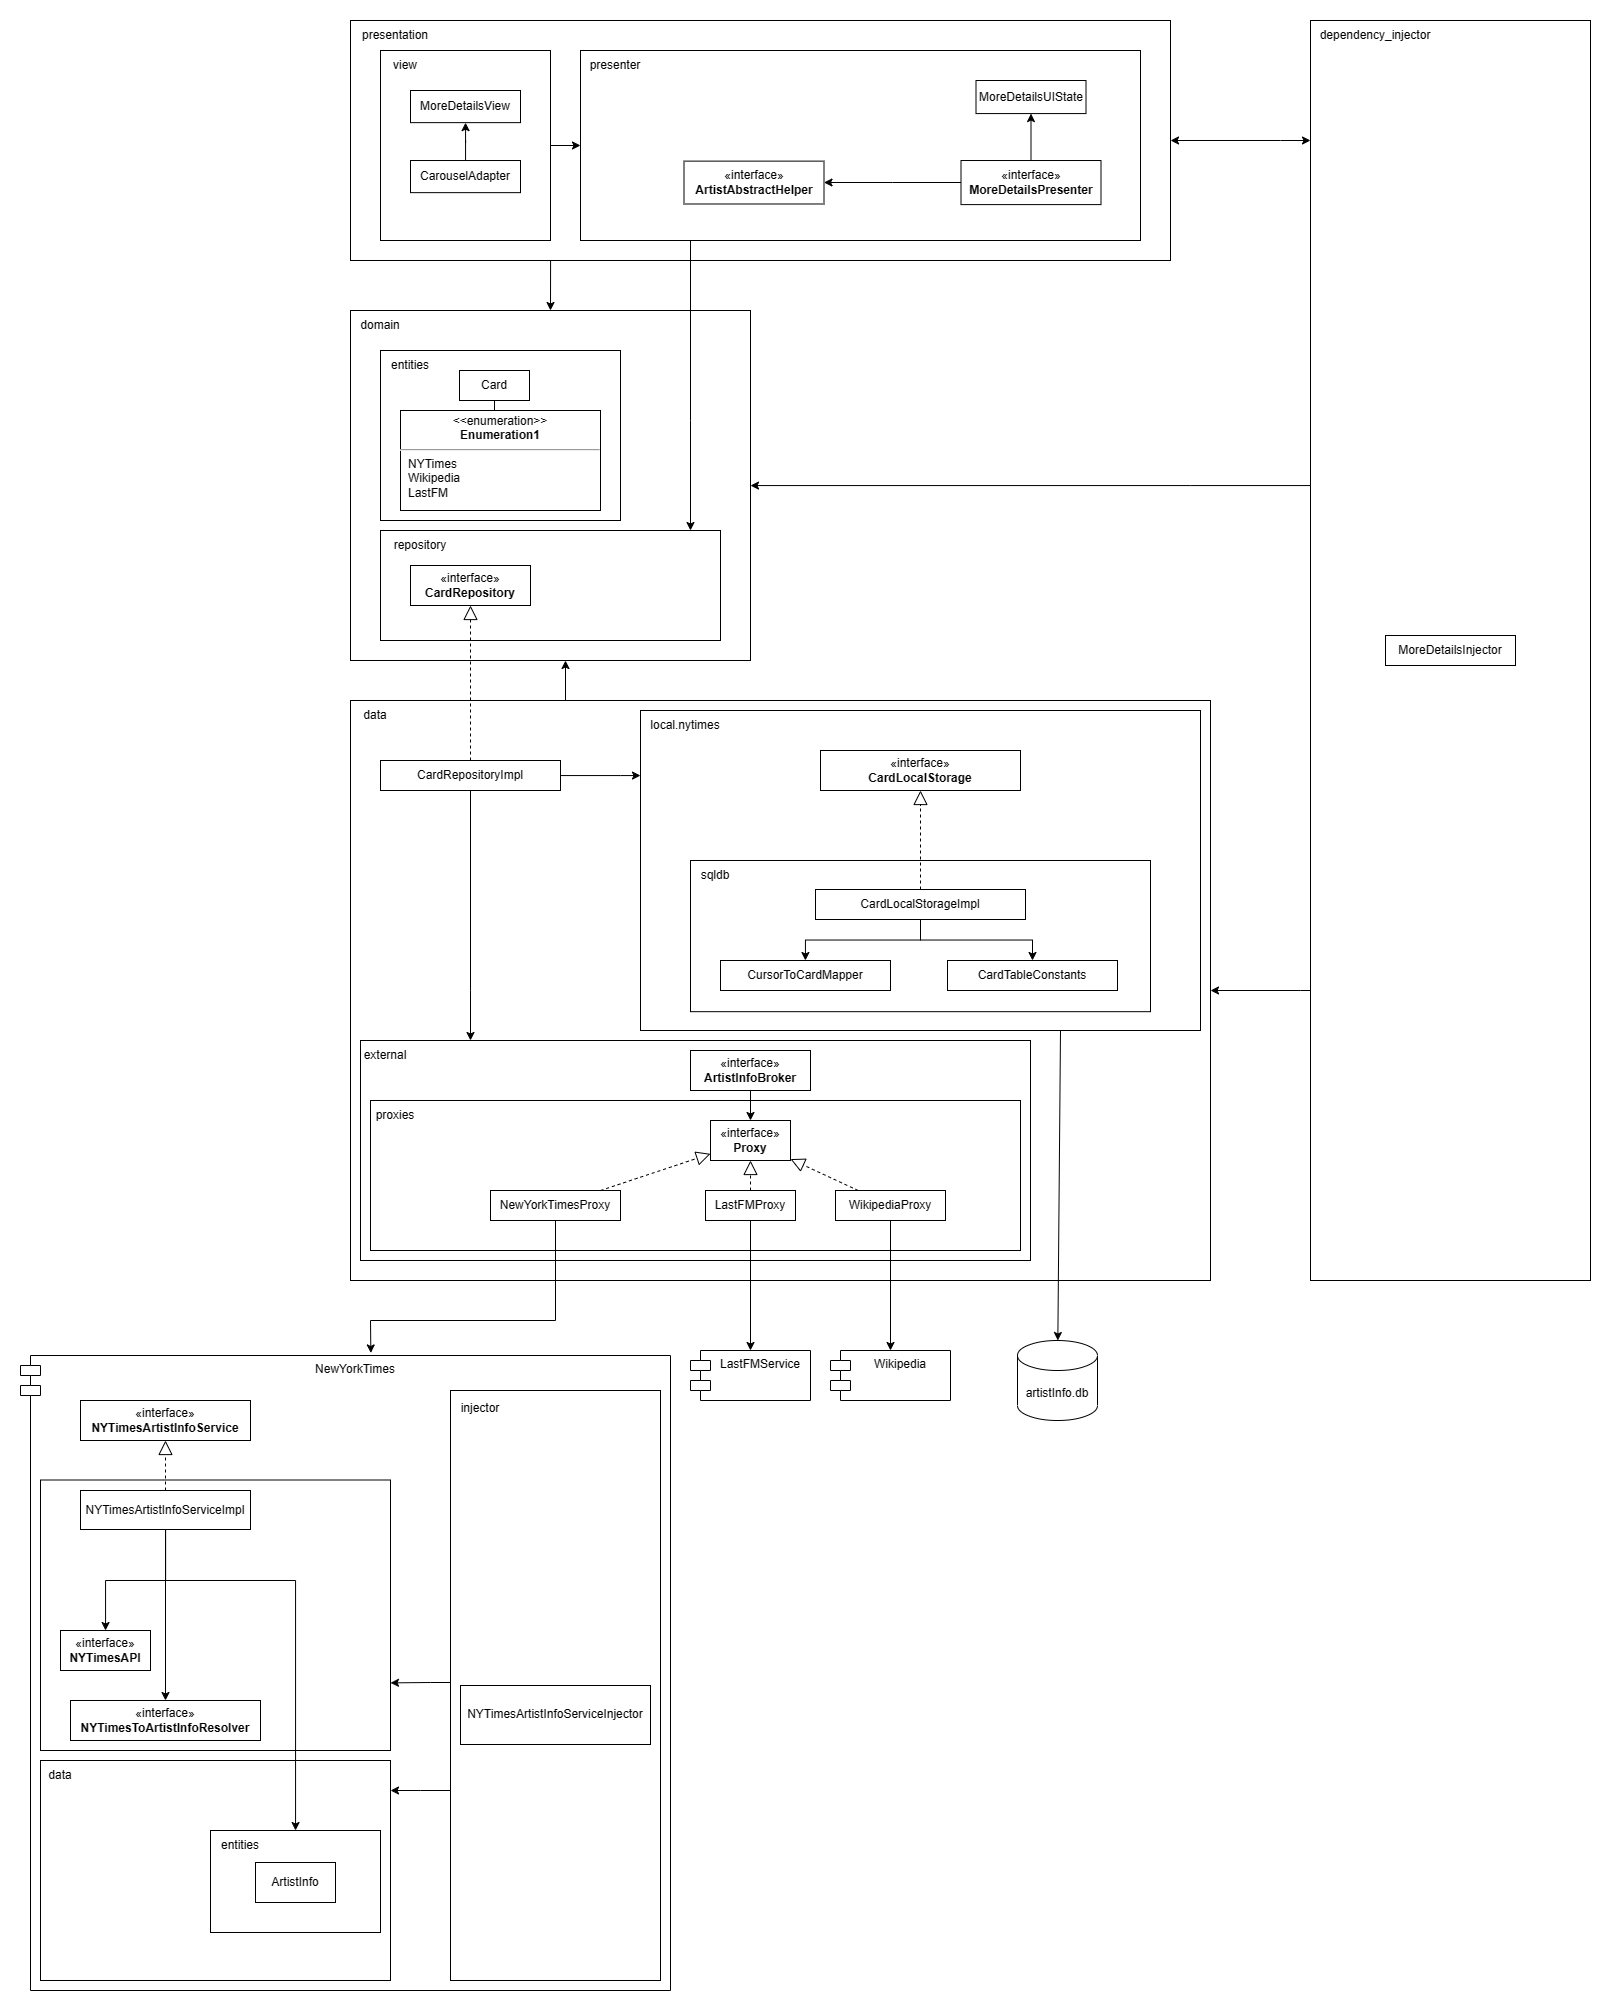 presentation
dependency_injector
view
presenter
MoreDetailsView
MoreDetailsUIState
CarouselAdapter
«interface»
ArtistAbstractHelper
«interface»
MoreDetailsPresenter
domain
entities
Card
<<enumeration>>
Enumeration1
NYTimes
Wikipedia
LastFM
repository
«interface»
CardRepository
MoreDetailsInjector
data
local.nytimes
CardRepositoryImpl
«interface»
CardLocalStorage
sqldb
CardLocalStorageImpl
CursorToCardMapper
CardTableConstants
external
«interface»
ArtistInfoBroker
proxies
«interface»
Proxy
NewYorkTimesProxy
LastFMProxy
WikipediaProxy
NewYorkTimes
LastFMService
Wikipedia
artistInfo.db
«interface»
NYTimesArtistInfoService
injector
NYTimesArtistInfoServiceImpl
«interface»
NYTimesAPI
«interface»
NYTimesToArtistInfoResolver
NYTimesArtistInfoServiceInjector
data
entities
ArtistInfo